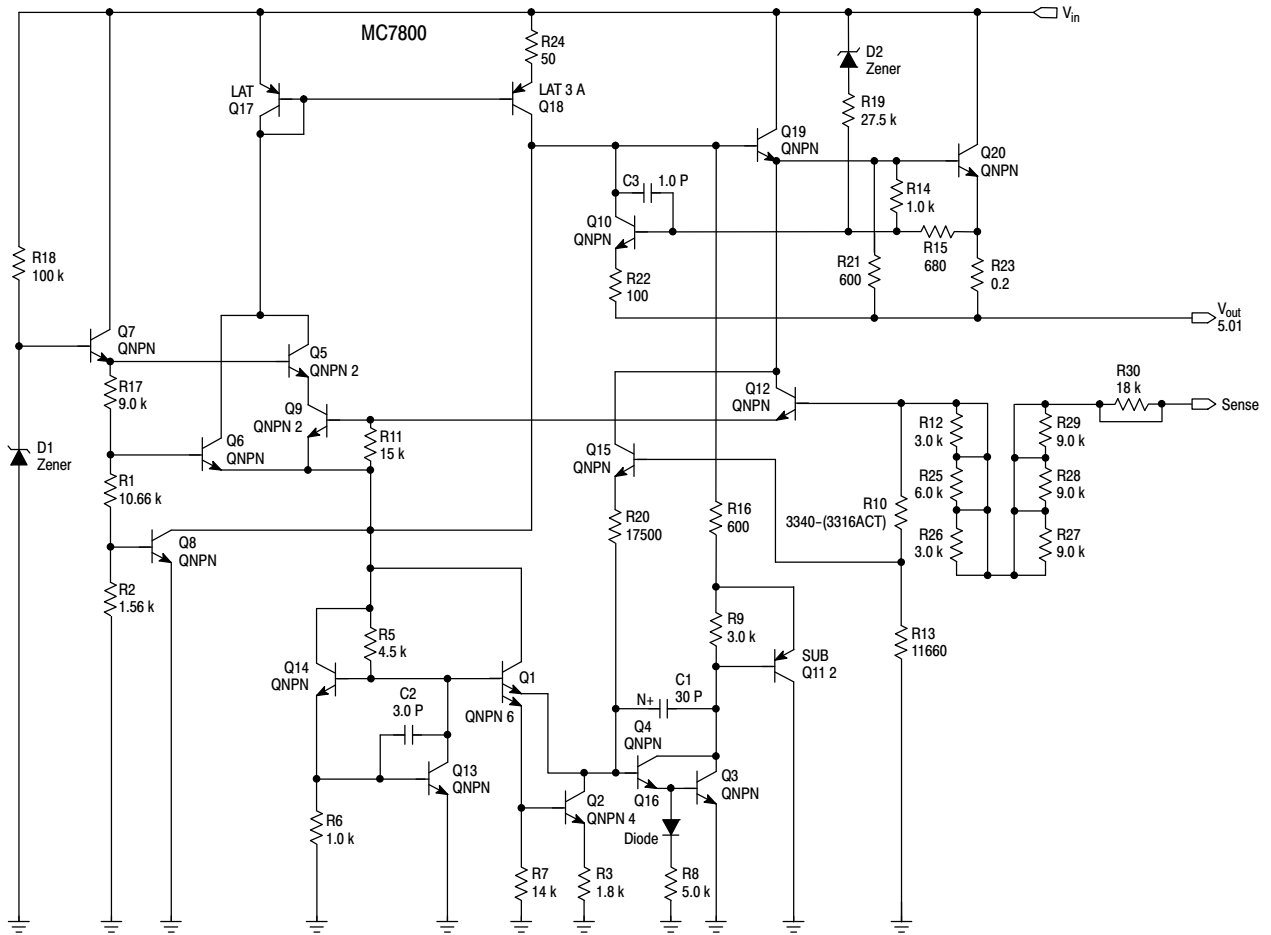 MC7800
Vin
R24
50
D2
Zener
LAT
Q17
LAT 3 A
Q18
R19
27.5 k
Q19
QNPN
Q20
QNPN
C3
1.0 P
R14
1.0 k
Q10
QNPN
R18
100 k
R15
680
R21
600
R23
0.2
R22
100
Vout
5.01
Q7
QNPN
Q5
QNPN 2
R30
18 k
R17
9.0 k
Q12
QNPN
Sense
Q9
QNPN 2
R12
3.0 k
R29
9.0 k
D1
Zener
Q6
QNPN
R11
15 k
Q15
QNPN
R25
6.0 k
R28
9.0 k
R1
10.66 k
R10
3340-(3316ACT)
R16
600
R20
17500
R26
3.0 k
R27
9.0 k
Q8
QNPN
R2
1.56 k
R9
3.0 k
R13
11660
R5
4.5 k
SUB
Q11 2
Q14
QNPN
Q1
QNPN 6
C2
3.0 P
N+
C1
30 P
Q4
QNPN
Q13
QNPN
Q3
QNPN
Q16
Q2
QNPN 4
R6
1.0 k
Diode
R7
14 k
R3
1.8 k
R8
5.0 k